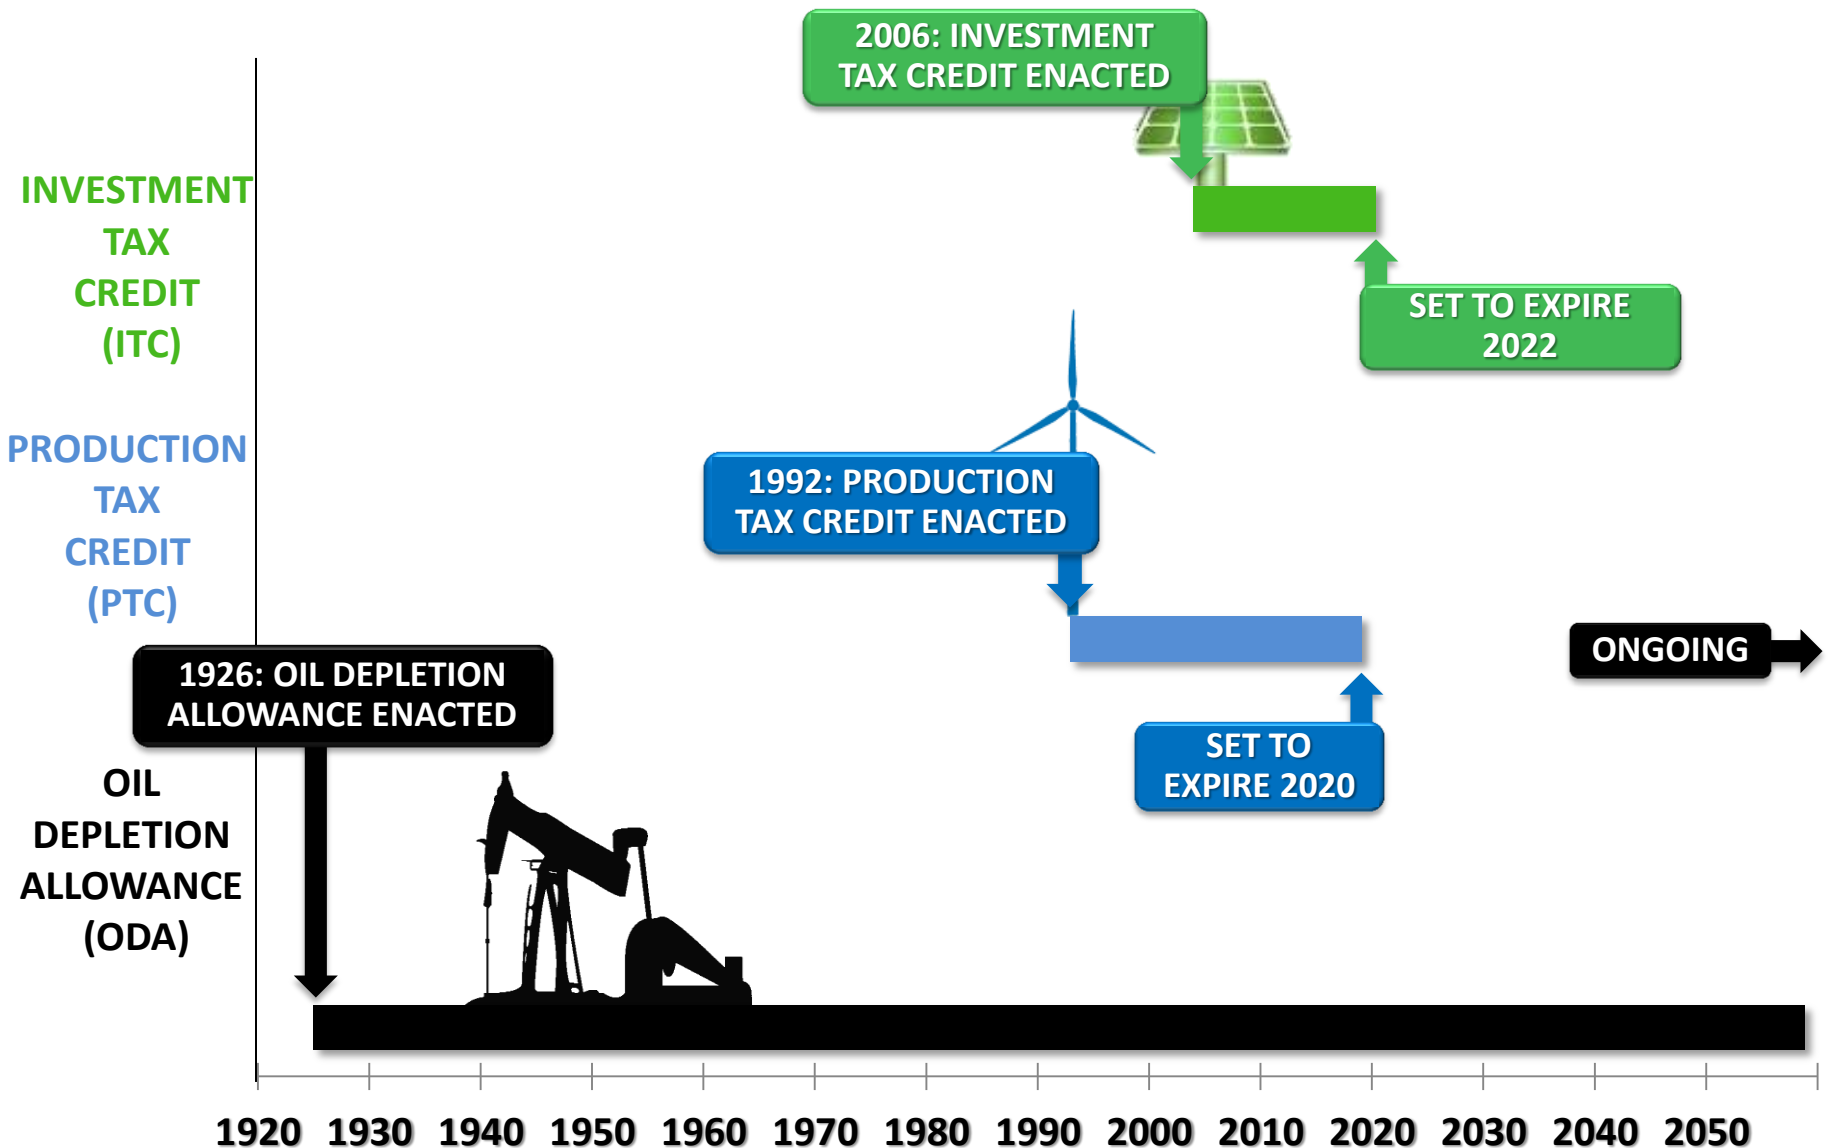 2006: INVESTMENT
TAX CREDIT ENACTED
INVESTMENT
TAX
CREDIT
(ITC)
SET TO EXPIRE
2022
PRODUCTION
TAX
CREDIT
(PTC)
1992: PRODUCTION
TAX CREDIT ENACTED
ONGOING
SET TO
EXPIRE 2020
1926: OIL DEPLETION
ALLOWANCE ENACTED
OIL
DEPLETION
ALLOWANCE
(ODA)
1920 1930 1940 1950 1960 1970 1980 1990 2000 2010 2020 2030 2040 2050